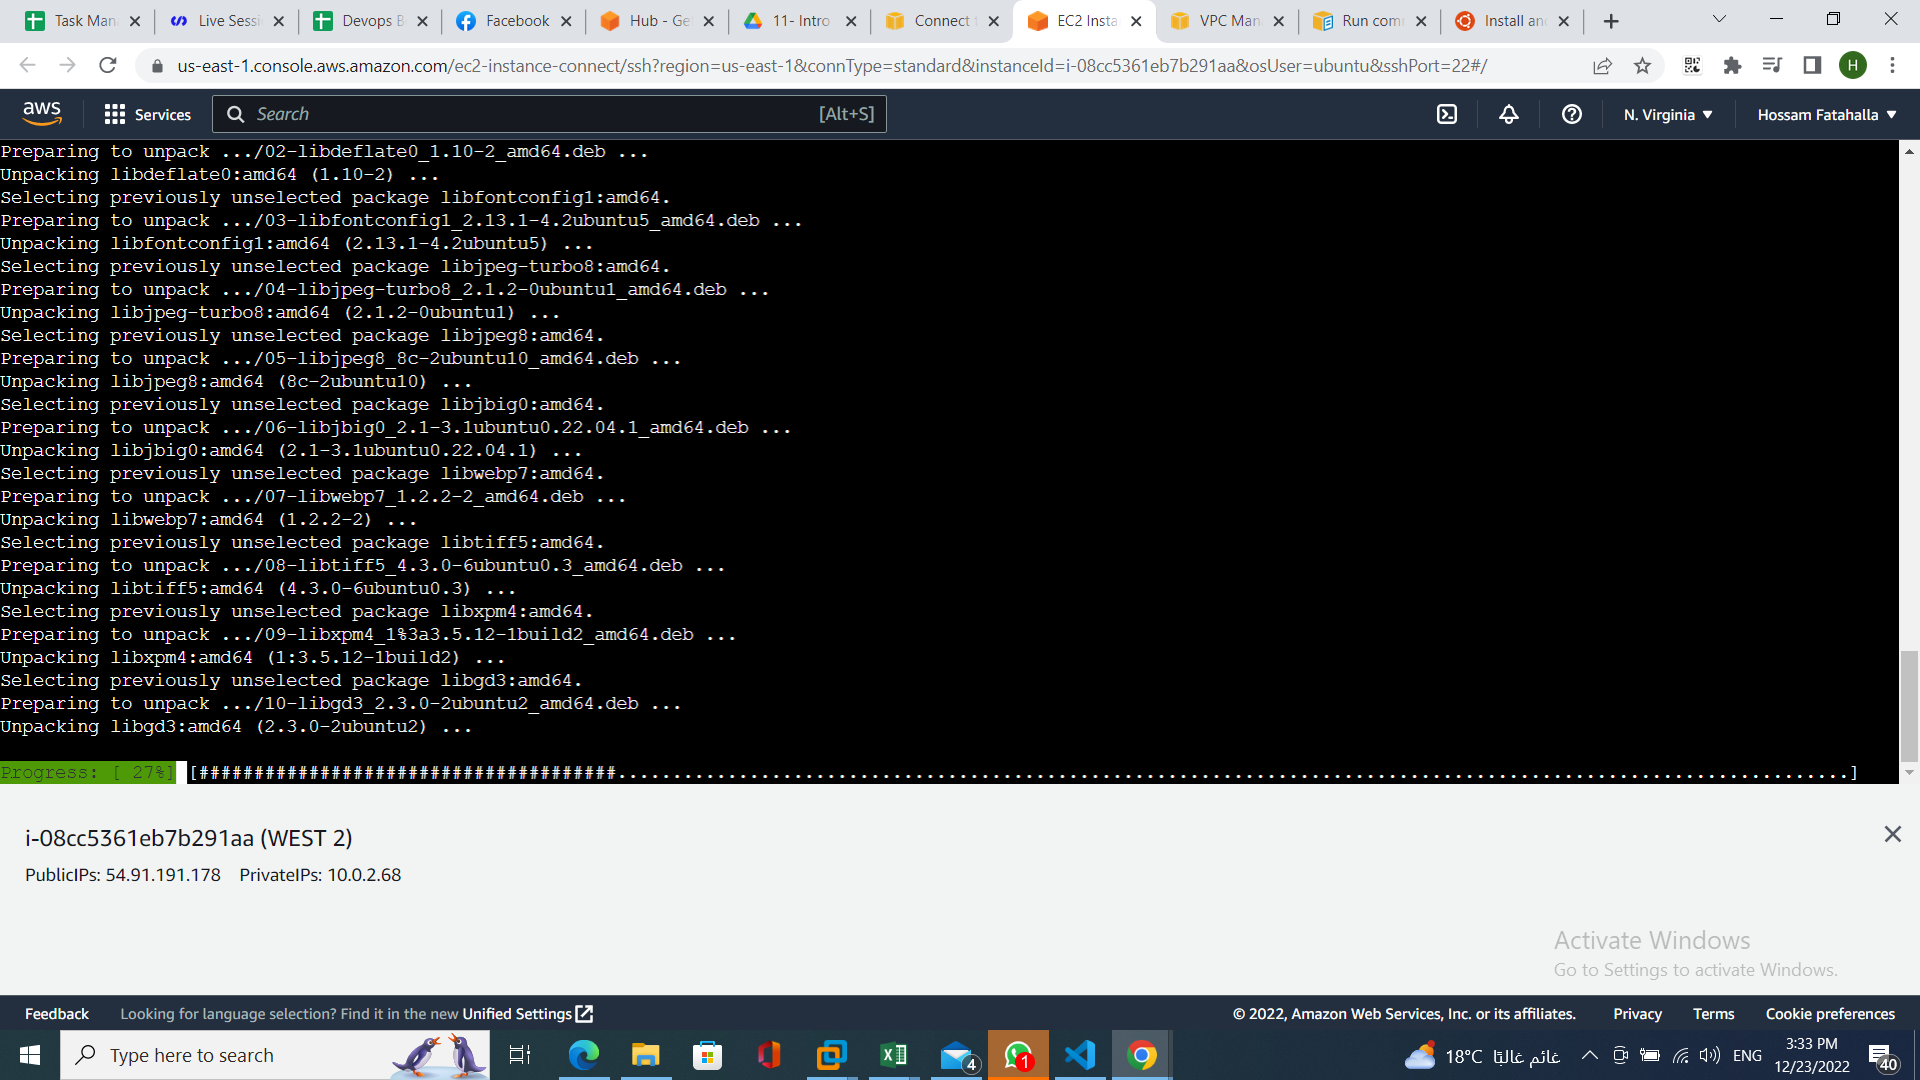 Task Man
Live Sessi
Devops B
Facebook
Hub - Ge
11- Intro
Connect t
EC2 Insta
VPC Man
Run com
Install an
us-east-1.console.aws.amazon.com/ec2-instance-connect/ssh?region=us-east-1&connType=standard&instanceId=i-08cc5361eb7b291aa&osUser=ubuntu&sshPort=22#/
H
aws
Services
Search
[Alt+S]
N. Virginia
Hossam Fatahalla
Preparing to unpack .../02-libdeflate0_1.10-2_amd64.deb ...
Unpacking libdeflate0:amd64 (1.10-2) ...
Selecting previously unselected package libfontconfig1:amd64.
Preparing to unpack .../03-libfontconfig1_2.13.1-4.2ubuntu5_amd64.deb ...
Unpacking libfontconfig1:amd64 (2.13.1-4.2ubuntu5) ...
Selecting previously unselected package libjpeg-turbo8:amd64.
Preparing to unpack .../04-libjpeg-turbo8_2.1.2-0ubuntu1_amd64.deb ...
Unpacking libjpeg-turbo8:amd64 (2.1.2-0ubuntu1) ...
Selecting previously unselected package libjpeg8:amd64.
Preparing to unpack .../05-libjpeg8_8c-2ubuntu10_amd64.deb ...
Unpacking libjpeg8:amd64 (8c-2ubuntu10) ...
Selecting previously unselected package libjbig0:amd64.
Preparing to unpack .../06-libjbig0_2.1-3.1ubuntu0.22.04.1_amd64.deb ...
Unpacking libjbig0:amd64 (2.1-3.1ubuntu0.22.04.1) ...
Selecting previously unselected package libwebp7:amd64.
Preparing to unpack .../07-libwebp7_1.2.2-2_amd64.deb ...
Unpacking libwebp7:amd64 (1.2.2-2) ...
Selecting previously unselected package libtiff5:amd64.
Preparing to unpack .../08-libtiff5_4.3.0-6ubuntu0.3_amd64.deb ...
Unpacking libtiff5:amd64 (4.3.0-6ubuntu0.3) ...
Selecting previously unselected package libxpm4:amd64.
Preparing to unpack .../09-libxpm4_1%3a3.5.12-1build2_amd64.deb ...
Unpacking libxpm4:amd64 (1:3.5.12-1build2) ...
Selecting previously unselected package libgd3:amd64.
Preparing to unpack .../10-libgd3_2.3.0-2ubuntu2_amd64.deb ...
Unpacking libgd3:amd64 (2.3.0-2ubuntu2) ...
Progress: [ 27%] [######################################................................................................................]
i-08cc5361eb7b291aa (WEST 2)
PublicIPs: 54.91.191.178 PrivateIPs: 10.0.2.68
Activate Windows
Go to Settings to activate Windows.
Feedback
Looking for language selection? Find it in the new Unified Settings
© 2022, Amazon Web Services, Inc. or its affiliates.
Privacy
Terms
Cookie preferences
Type here to search
4
1
18°C غائم غالبًا
ENG
3:33 PM
12/23/2022
40